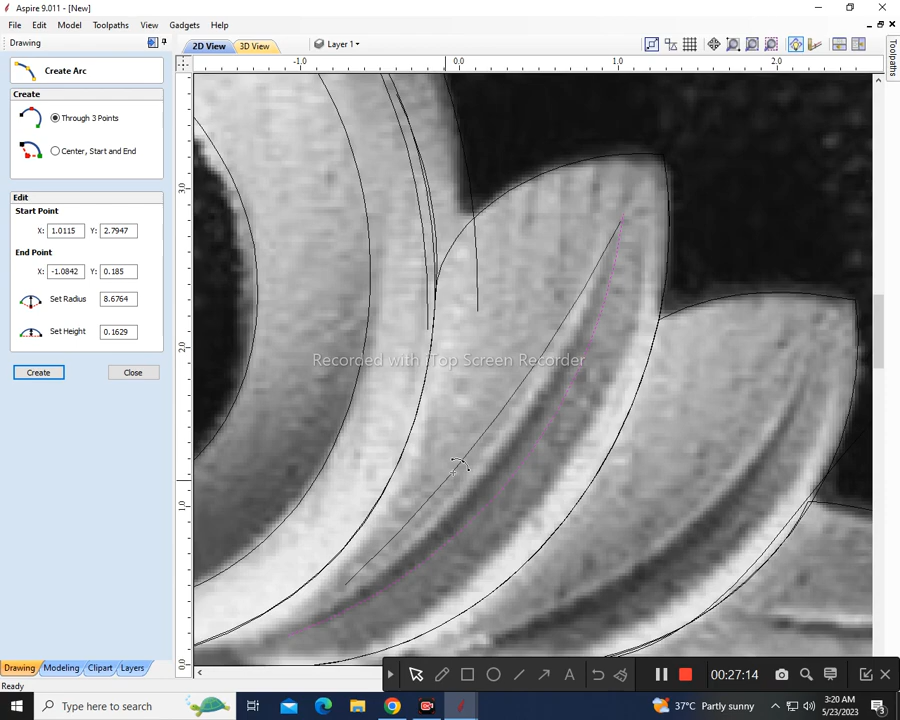 Aspire 9.011 - [New]
File Edit Model Toolpaths View Gadgets Help
Drawing
2D View 3D View Layer 1
Toolpaths
-1.0 0.0 1.0 2.0
Create Arc
Create
Through 3 Points
Center, Start and End
Edit
Start Point
X: 1.0115 Y: 2.7947
End Point
X: -1.0842 Y: 0.185
Set Radius 8.6764
Set Height 0.1629
Create Close
3.0
2.0
1.0
0.0
Recorded with iTop Screen Recorder
Drawing Modeling Clipart Layers
Ready
A 00:27:14
Type here to search
37°C Partly sunny
3:20 AM
5/23/2023
3